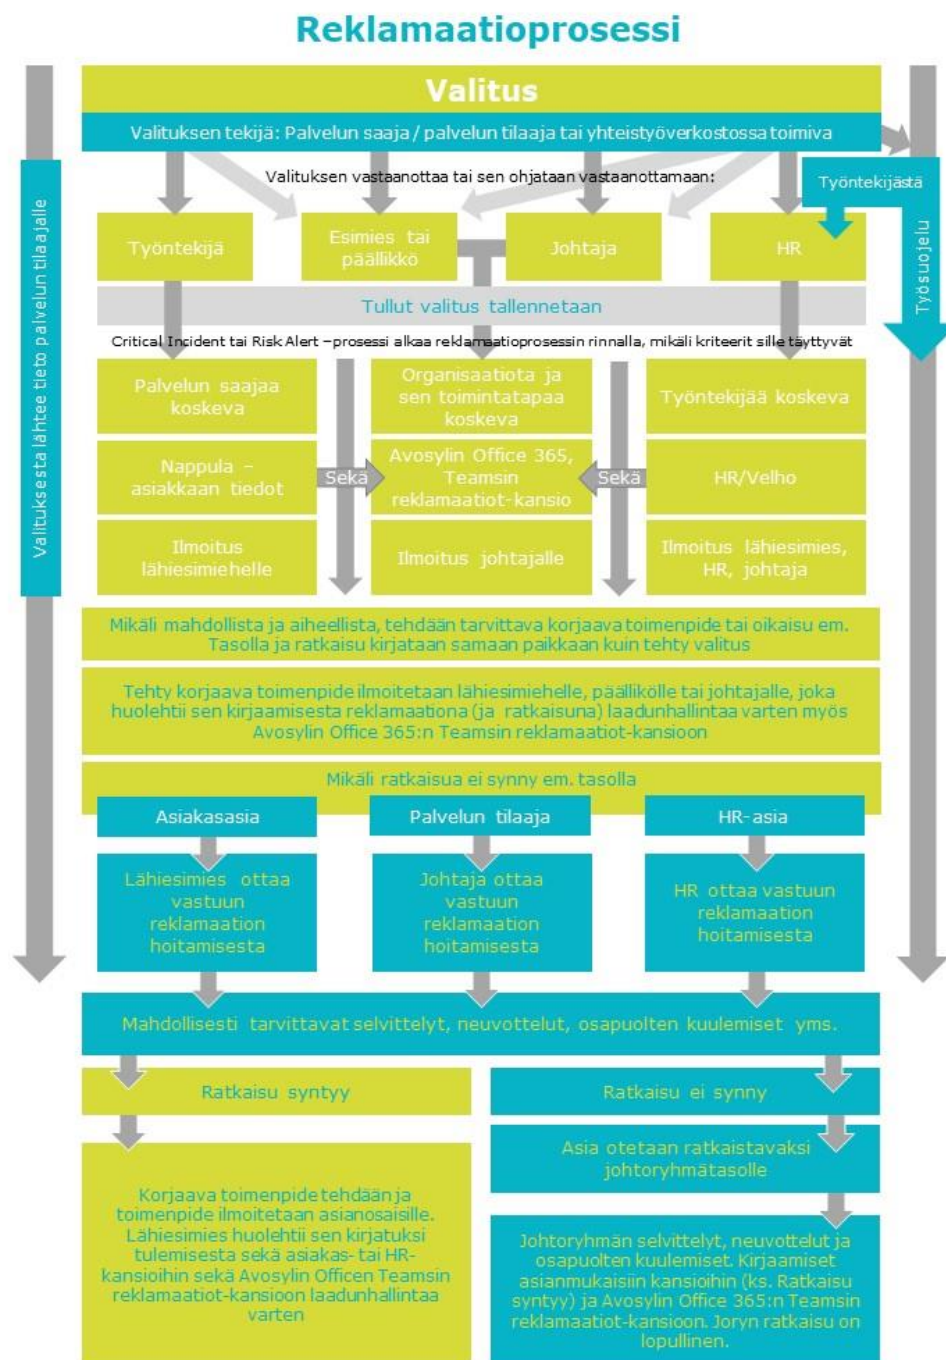 Reklamaatioprosessi
Valitus
Valituksen tekijä: Palvelun saaja / palvelun tilaaja tai yhteistyöverkostossa toimiva
Valituksen vastaanottaa tai sen ohjataan vastaanottamaan:
Työntekijästä
Työsuojelu
Valituksesta lähtee tieto palvelun tilaajalle
Työntekijä
Esimies tai
päällikkö
Johtaja
HR
Tullut valitus tallennetaan
Critical Incident tai Risk Alert –prosessi alkaa reklamaatioprosessin rinnalla, mikäli kriteerit sille täyttyvät
Palvelun saajaa
koskeva
Organisaatiota ja
sen toimintatapaa
koskeva
Työntekijää koskeva
Nappula –
asiakkaan tiedot
Sekä
Avosylin Office 365,
Teamsin
reklamaatiot-kansio
Sekä
HR/Velho
Ilmoitus
lähiesimiehelle
Ilmoitus johtajalle
Ilmoitus lähiesimies,
HR, johtaja
Mikäli mahdollista ja aiheellista, tehdään tarvittava korjaava toimenpide tai oikaisu em.
Tasolla ja ratkaisu kirjataan samaan paikkaan kuin tehty valitus
Tehty korjaava toimenpide ilmoitetaan lähiesimiehelle, päällikölle tai johtajalle, joka
huolehtii sen kirjaamisesta reklamaationa (ja ratkaisuna) laadunhallintaa varten myös
Avosylin Office 365:n Teamsin reklamaatiot-kansioon
Mikäli ratkaisua ei synny em. tasolla
Asiakasasia
Palvelun tilaaja
HR-asia
Lähiesimies ottaa
vastuun
reklamaation
hoitamisesta
Johtaja ottaa
vastuun
reklamaation
hoitamisesta
HR ottaa vastuun
reklamaation
hoitamisesta
Mahdollisesti tarvittavat selvittelyt, neuvottelut, osapuolten kuulemiset yms.
Ratkaisu syntyy
Ratkaisu ei synny
Asia otetaan ratkaistavaksi
johtoryhmätasolle
Korjaava toimenpide tehdään ja
toimenpide ilmoitetaan asianosaisille.
Lähiesimies huolehtii sen kirjatuksi
tulemisesta sekä asiakas- tai HR-
kansioihin sekä Avosylin Officen Teamsin
reklamaatiot-kansioon laadunhallintaa
varten
Johtoryhmän selvittelyt, neuvottelut ja
osapuolten kuulemiset. Kirjaamiset
asianmukaisiin kansioihin (ks. Ratkaisu
syntyy) ja Avosylin Office 365:n Teamsin
reklamaatiot-kansioon. Joryn ratkaisu on
lopullinen.